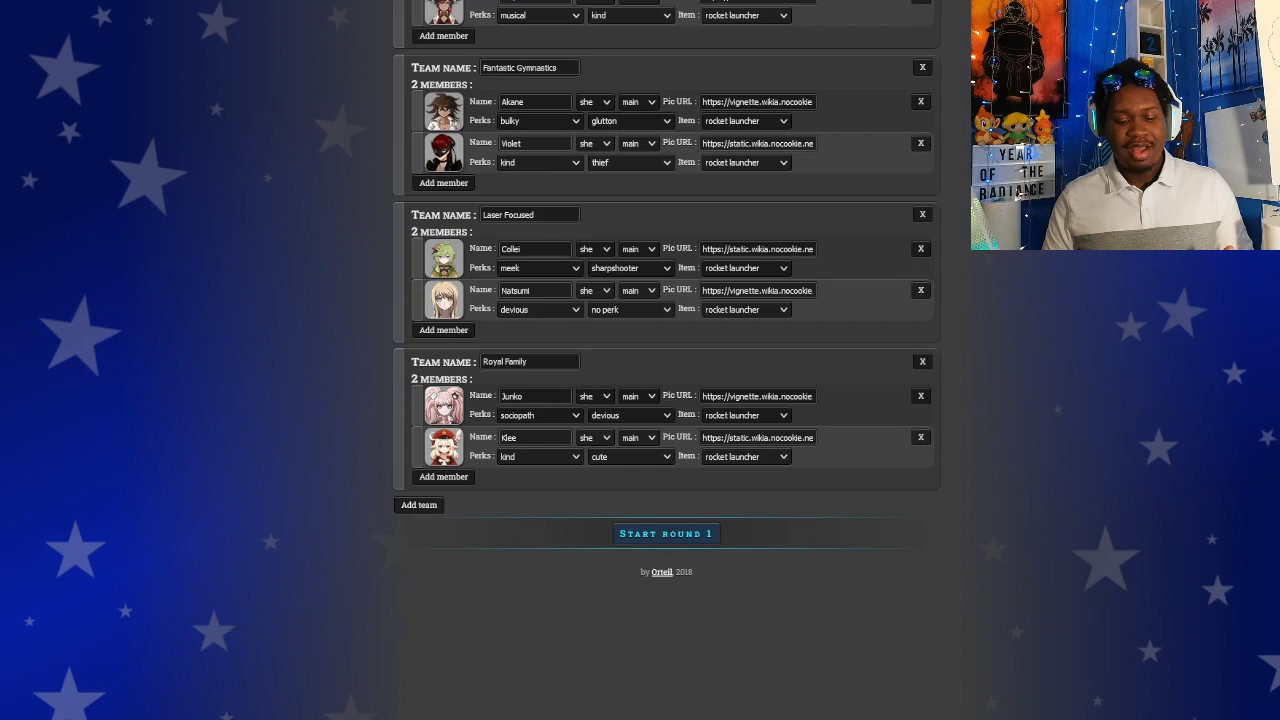 Perks : musical kind Item : rocket launcher
Add member
Team name : Fantastic Gymnastics X
2 members :
Name : Akane she main Pic URL : https://vignette.wikia.nocookie X
Perks : bulky glutton Item : rocket launcher
Name : Violet she main Pic URL : https://static.wikia.nocookie.ne X
Perks : kind thief Item : rocket launcher
Add member
Team name : Laser Focused X
2 members :
Name : Collei she main Pic URL : https://static.wikia.nocookie.ne X
Perks : meek sharpshooter Item : rocket launcher
Name : Natsumi she main Pic URL : https://vignette.wikia.nocookie X
Perks : devious no perk Item : rocket launcher
Add member
Team name : Royal Family X
2 members :
Name : Junko she main Pic URL : https://vignette.wikia.nocookie X
Perks : sociopath devious Item : rocket launcher
Name : Klee she main Pic URL : https://static.wikia.nocookie.ne X
Perks : kind cute Item : rocket launcher
Add member
Add team
Start round 1
by Orteil, 2018
2
YEAR
OF THE
RADIANCE